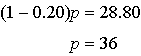 (1 − 0.20)p = 28.80
p = 36